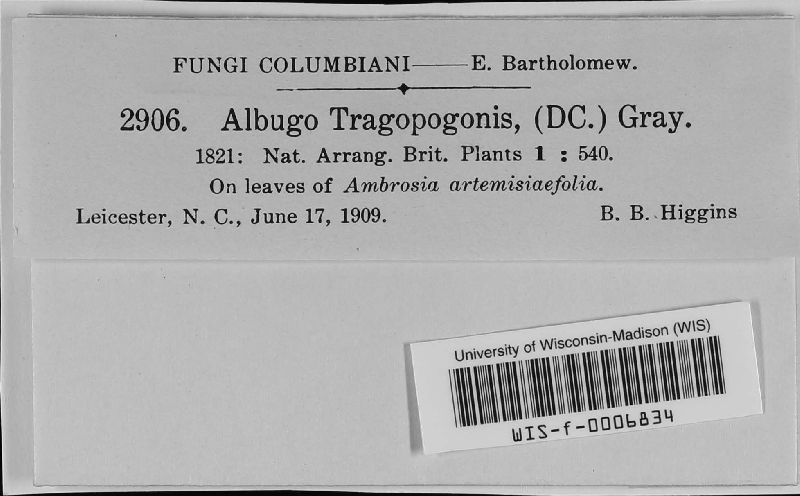 FUNGI COLUMBIANI——E. Bartholomew.
2906. Albugo Tragopogonis, (DC.) Gray.
1821: Nat. Arrang. Brit. Plants 1 : 540.
On leaves of Ambrosia artemisiaefolia.
Leicester, N. C., June 17, 1909. B. B. Higgins
University of Wisconsin-Madison (WIS)
WIS-f-0006834